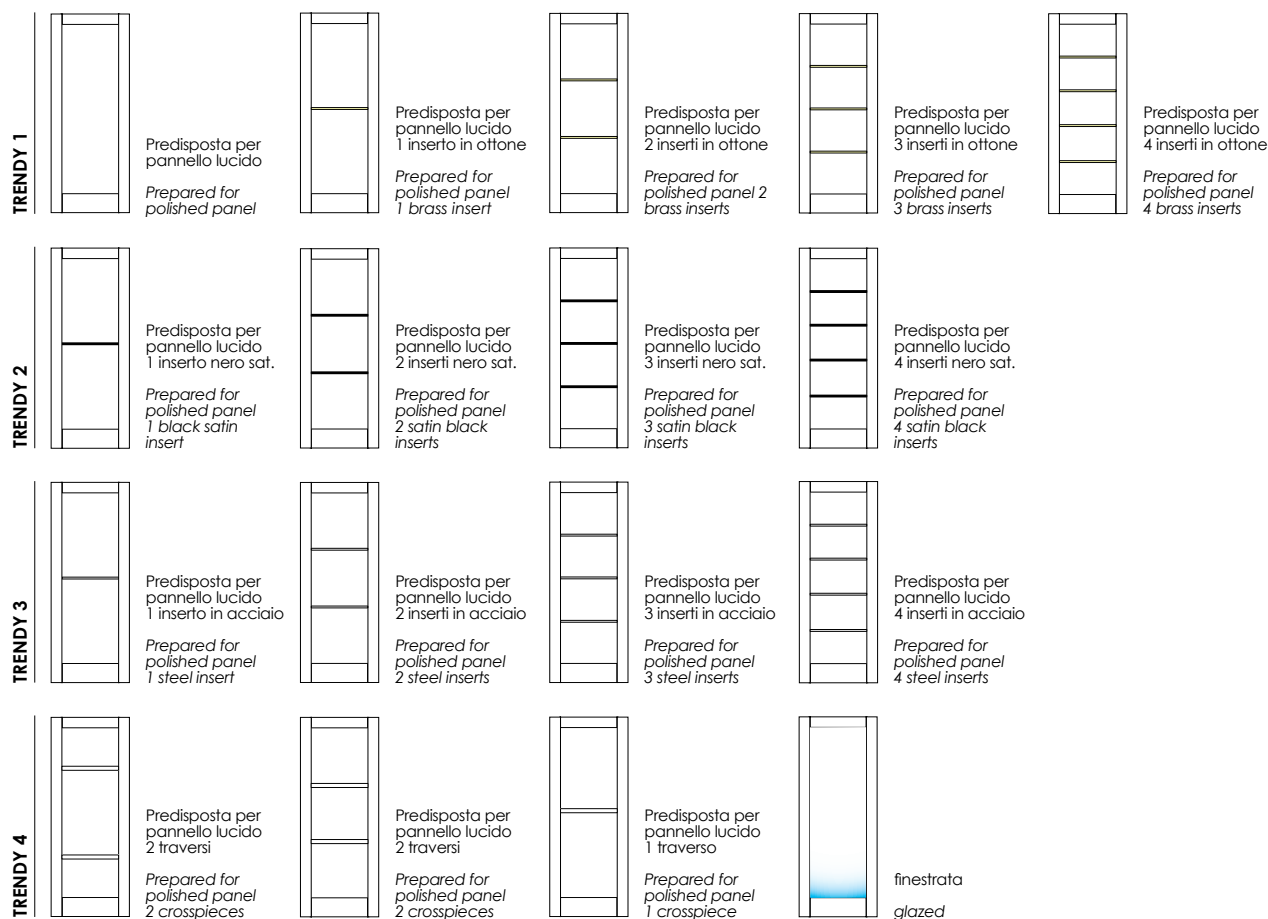 TRENDY 1
Predisposta per
pannello lucido
Prepared for
polished panel
Predisposta per
pannello lucido
1 inserto in ottone
Prepared for
polished panel
1 brass insert
Predisposta per
pannello lucido
2 inserti in ottone
Prepared for
polished panel 2
brass inserts
Predisposta per
pannello lucido
3 inserti in ottone
Prepared for
polished panel
3 brass inserts
Predisposta per
pannello lucido
4 inserti in ottone
Prepared for
polished panel
4 brass inserts
TRENDY 2
Predisposta per
pannello lucido
1 inserto nero sat.
Prepared for
polished panel
1 black satin
insert
Predisposta per
pannello lucido
2 inserti nero sat.
Prepared for
polished panel
2 satin black
inserts
Predisposta per
pannello lucido
3 inserti nero sat.
Prepared for
polished panel
3 satin black
inserts
Predisposta per
pannello lucido
4 inserti nero sat.
Prepared for
polished panel
4 satin black
inserts
TRENDY 3
Predisposta per
pannello lucido
1 inserto in acciaio
Prepared for
polished panel
1 steel insert
Predisposta per
pannello lucido
2 inserti in acciaio
Prepared for
polished panel
2 steel inserts
Predisposta per
pannello lucido
3 inserti in acciaio
Prepared for
polished panel
3 steel inserts
Predisposta per
pannello lucido
4 inserti in acciaio
Prepared for
polished panel
4 steel inserts
TRENDY 4
Predisposta per
pannello lucido
2 traversi
Prepared for
polished panel
2 crosspieces
Predisposta per
pannello lucido
2 traversi
Prepared for
polished panel
2 crosspieces
Predisposta per
pannello lucido
1 traverso
Prepared for
polished panel
1 crosspiece
finestrata
glazed